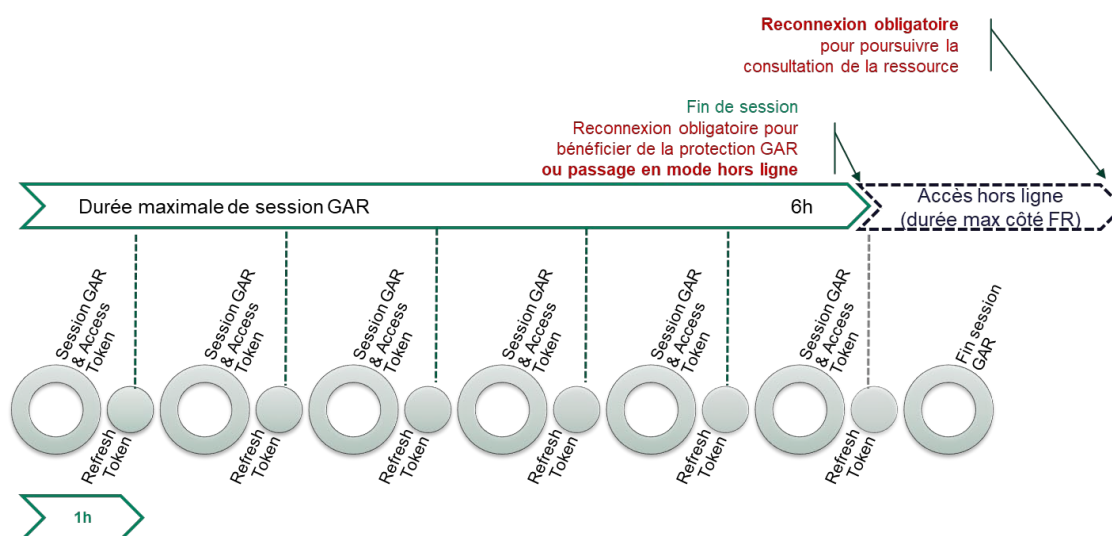 Reconnexion obligatoire
pour poursuivre la
consultation de la ressource
Fin de session
Reconnexion obligatoire pour
bénéficier de la protection GAR
ou passage en mode hors ligne
Durée maximale de session GAR
6h
Accès hors ligne
(durée max côté FR)
Session GAR
& Access
Token
Refresh
Token
Session GAR
& Access
Token
Refresh
Token
Session GAR
& Access
Token
Refresh
Token
Session GAR
& Access
Token
Refresh
Token
Session GAR
& Access
Token
Refresh
Token
Session GAR
& Access
Token
Refresh
Token
Fin session
GAR
1h